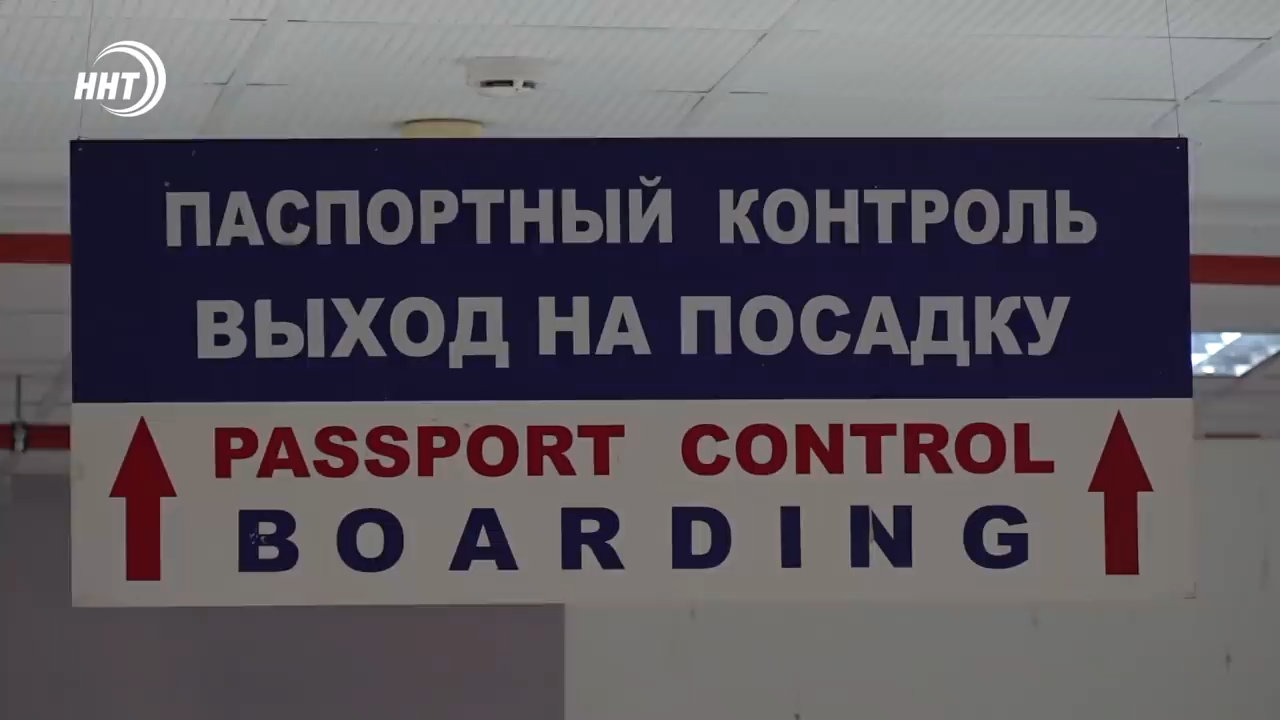 ННТ
ПАСПОРТНЫЙ КОНТРОЛЬ
ВЫХОД НА ПОСАДКУ
PASSPORT CONTROL
BOARDING